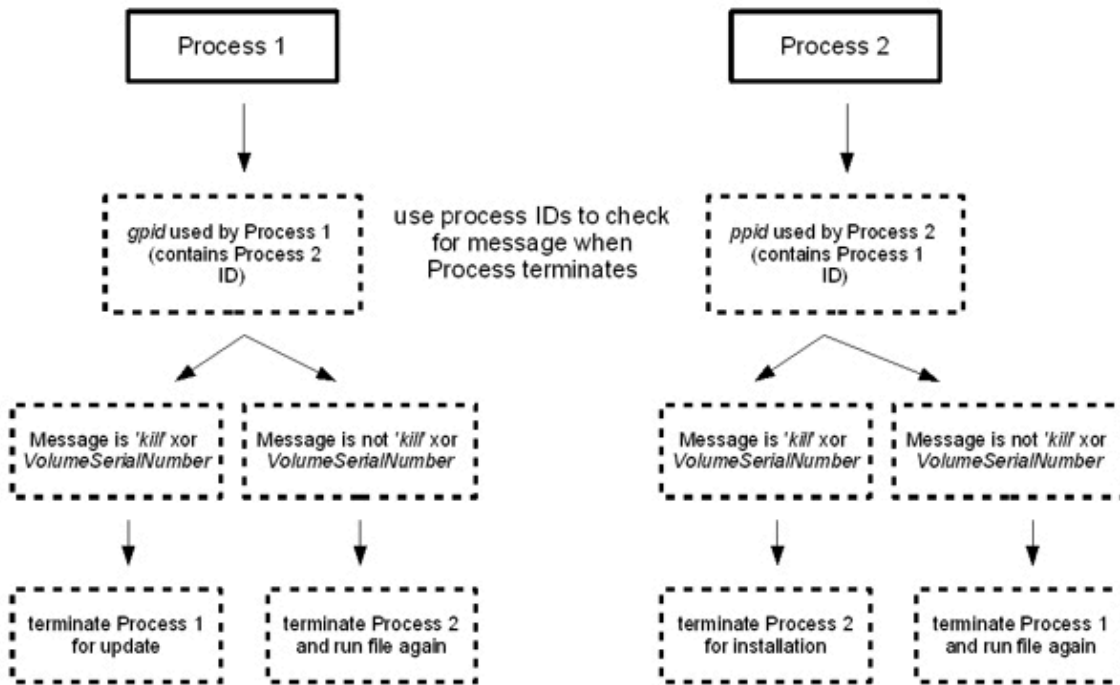 Process 1
Process 2
gpid used by Process 1
(contains Process 2
ID)
use process IDs to check
for message when
Process terminates
ppid used by Process 2
(contains Process 1
ID)
Message is 'kill' xor
VolumeSerialNumber
Message is not 'kill' xor
VolumeSerialNumber
Message is 'kill' xor
VolumeSerialNumber
Message is not 'kill' xor
VolumeSerialNumber
terminate Process 1
for update
terminate Process 2
and run file again
terminate Process 2
for installation
terminate Process 1
and run file again